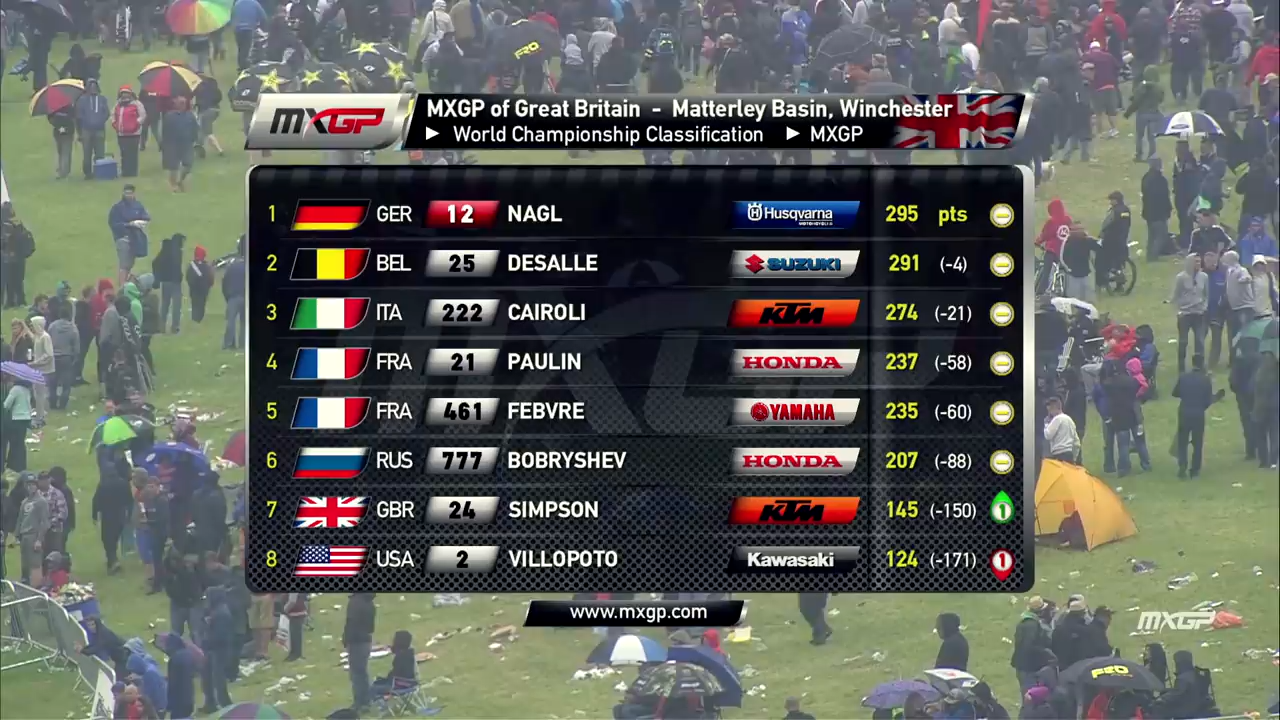 FRO
MXGP
MXGP of Great Britain - Matterley Basin, Winchester
World Championship Classification MXGP
1 GER 12 NAGL Husqvarna MOTORCYCLES 295 pts
2 BEL 25 DESALLE SUZUKI 291 (-4)
3 ITA 222 CAIROLI KTM 274 (-21)
4 FRA 21 PAULIN HONDA 237 (-58)
5 FRA 461 FEBVRE YAMAHA 235 (-60)
6 RUS 777 BOBRYSHEV HONDA 207 (-88)
7 GBR 24 SIMPSON KTM 145 (-150) 1
8 USA 2 VILLOPOTO Kawasaki 124 (-171) 1
www.mxgp.com
MXGP
FRO